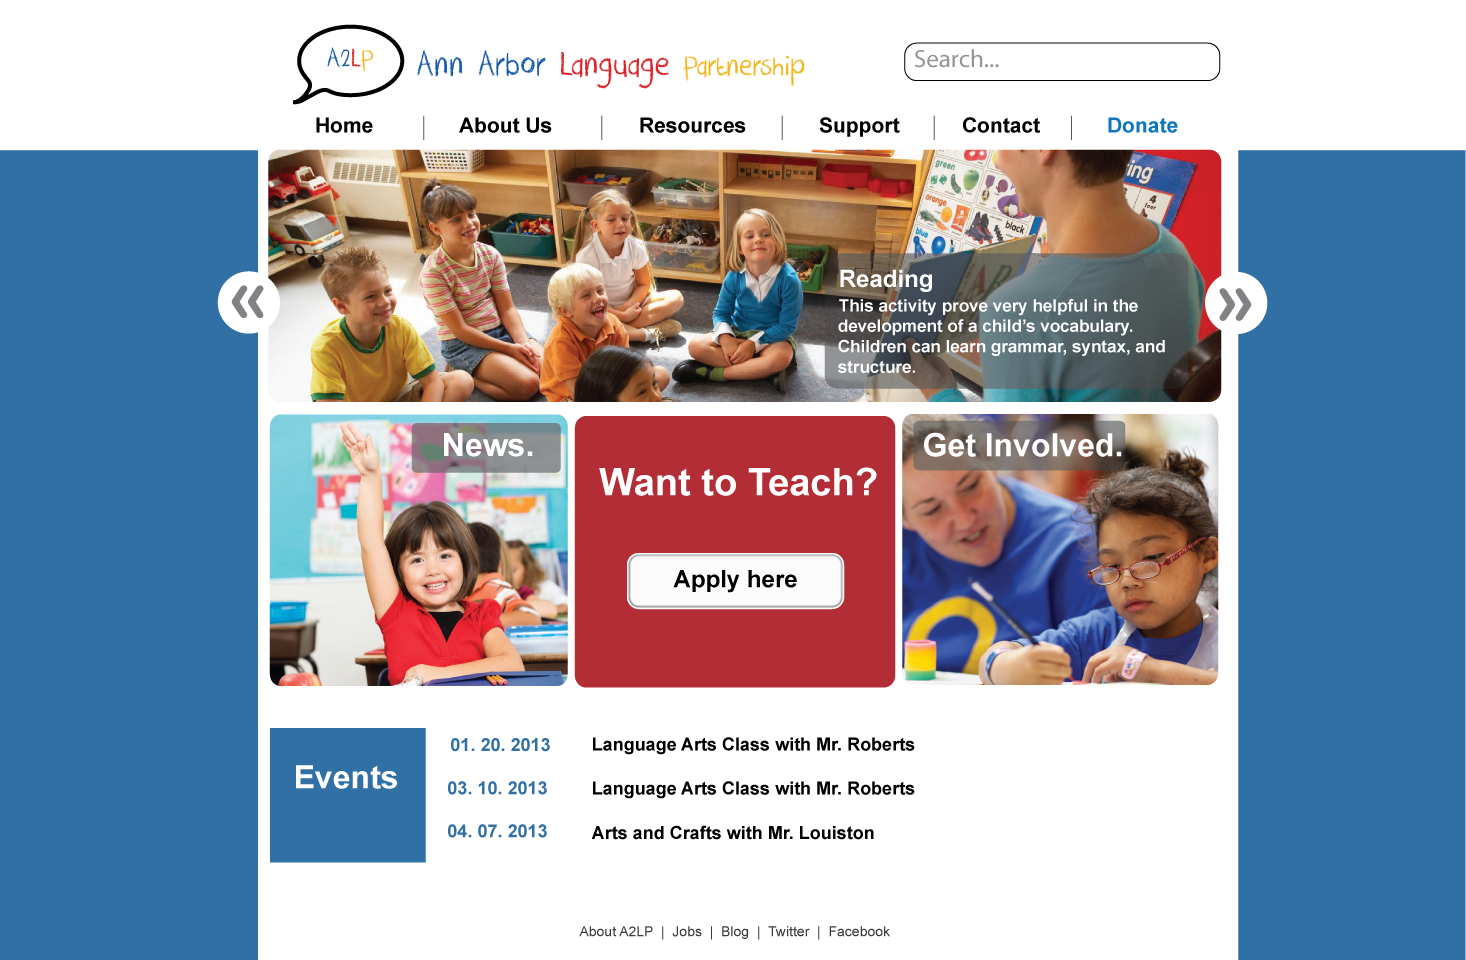 A2LP
Ann Arbor Language Partnership
Search...
Home
About Us
Resources
Support
Contact
Donate
green
orange
black
blue
ing
4
four
Reading
This activity prove very helpful in the
development of a child's vocabulary.
Children can learn grammar, syntax, and
structure.
News.
Want to Teach?
Apply here
Get Involved.
Events
01. 20. 2013
Language Arts Class with Mr. Roberts
03. 10. 2013
Language Arts Class with Mr. Roberts
04. 07. 2013
Arts and Crafts with Mr. Louiston
About A2LP | Jobs | Blog | Twitter | Facebook